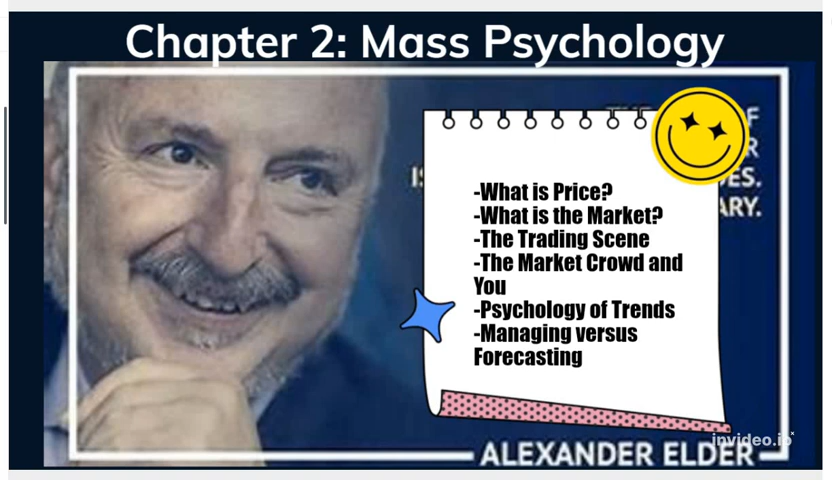 Chapter 2: Mass Psychology
-What is Price?
-What is the Market?
-The Trading Scene
-The Market Crowd and
You
-Psychology of Trends
-Managing versus
Forecasting
invideo.io
ALEXANDER ELDER